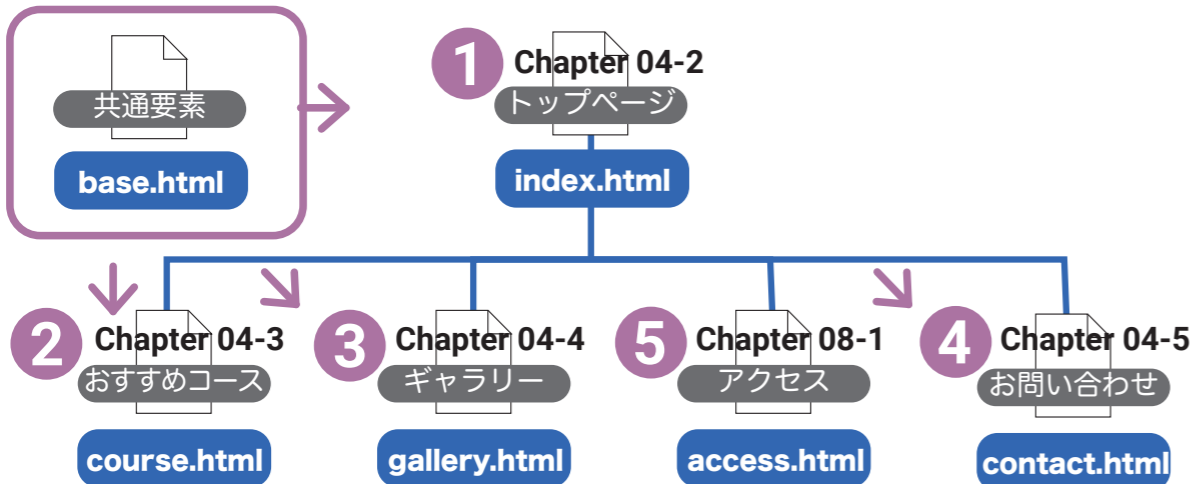 共通要素
base.html
1
Chapter 04-2
トップページ
index.html
2
Chapter 04-3
おすすめコース
course.html
3
Chapter 04-4
ギャラリー
gallery.html
5
Chapter 08-1
アクセス
access.html
4
Chapter 04-5
お問い合わせ
contact.html